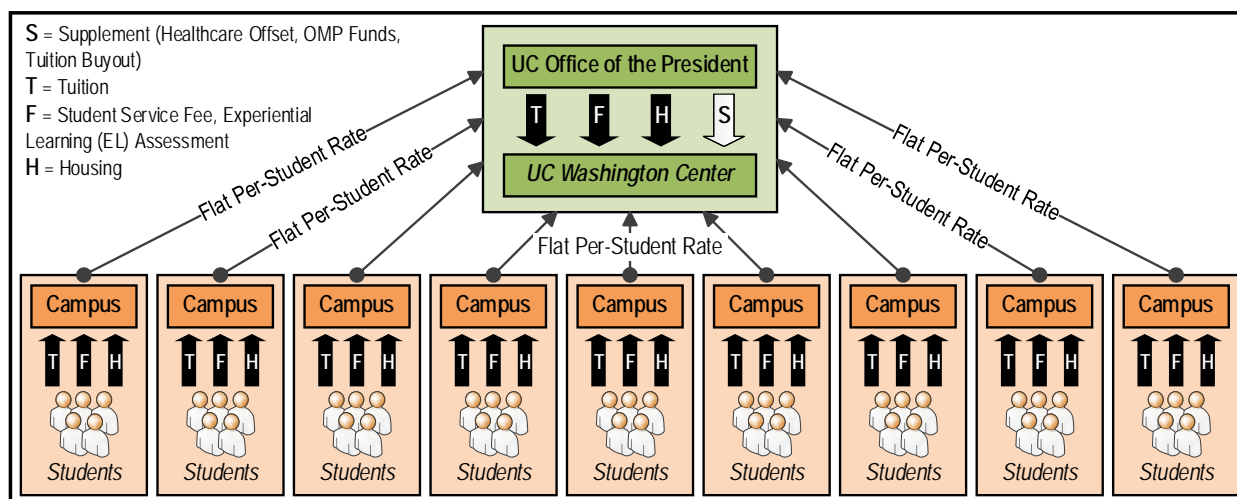 S = Supplement (Healthcare Offset, OMP Funds,
Tuition Buyout)
T = Tuition
F = Student Service Fee, Experiential
Learning (EL) Assessment
H = Housing
UC Office of the President
T F H S
UC Washington Center
Flat Per-Student Rate
Flat Per-Student Rate
Flat Per-Student Rate
Flat Per-Student Rate
Flat Per-Student Rate
Campus Campus Campus Campus Campus Campus Campus Campus Campus
T F H T F H T F H T F H T F H T F H T F H T F H T F H
Students Students Students Students Students Students Students Students Students